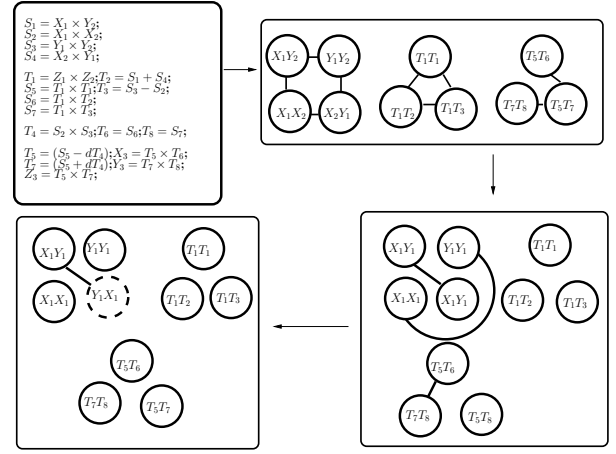 S₁ = X₁ × Y₂;
S₂ = X₁ × X₂;
S₃ = Y₁ × Y₂;
S₄ = X₂ × Y₁;
T₁ = Z₁ × Z₂;T₂ = S₁ + S₄;
S₅ = T₁ × T₁;T₃ = S₃ − S₂;
S₆ = T₁ × T₂;
S₇ = T₁ × T₃;
T₄ = S₂ × S₃;T₆ = S₆;T₈ = S₇;
T₅ = (S₅ − dT₄);X₃ = T₅ × T₆;
T₇ = (S₅ + dT₄);Y₃ = T₇ × T₈;
Z₃ = T₅ × T₇;
X₁Y₂ Y₁Y₂ T₁T₁ T₅T₆
X₁X₂ X₂Y₁ T₁T₂ T₁T₃ T₇T₈ T₅T₇
X₁Y₁ Y₁Y₁ T₁T₁
X₁X₁ Y₁X₁ T₁T₂ T₁T₃
T₅T₆
T₇T₈ T₅T₇
X₁Y₁ Y₁Y₁ T₁T₁
X₁X₁ X₁Y₁ T₁T₂ T₁T₃
T₅T₆
T₇T₈ T₅T₈